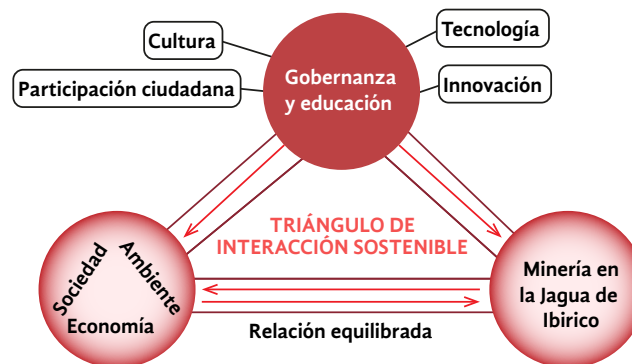 Cultura
Tecnología
Participación ciudadana
Gobernanza
y educación
Innovación
TRIÁNGULO DE
INTERACCIÓN SOSTENIBLE
Sociedad
Ambiente
Economía
Minería en
la Jagua de
Ibirico
Relación equilibrada